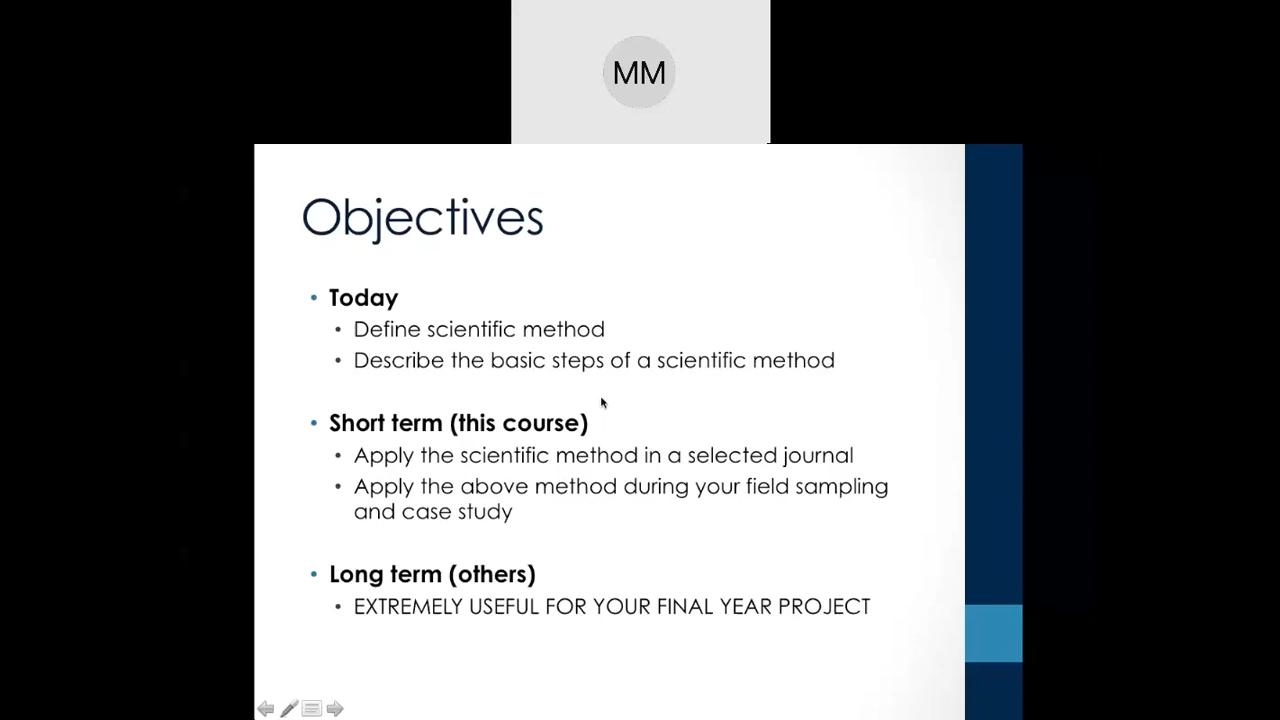 MM
Objectives
• Today
• Define scientific method
• Describe the basic steps of a scientific method
• Short term (this course)
• Apply the scientific method in a selected journal
• Apply the above method during your field sampling
and case study
• Long term (others)
• EXTREMELY USEFUL FOR YOUR FINAL YEAR PROJECT